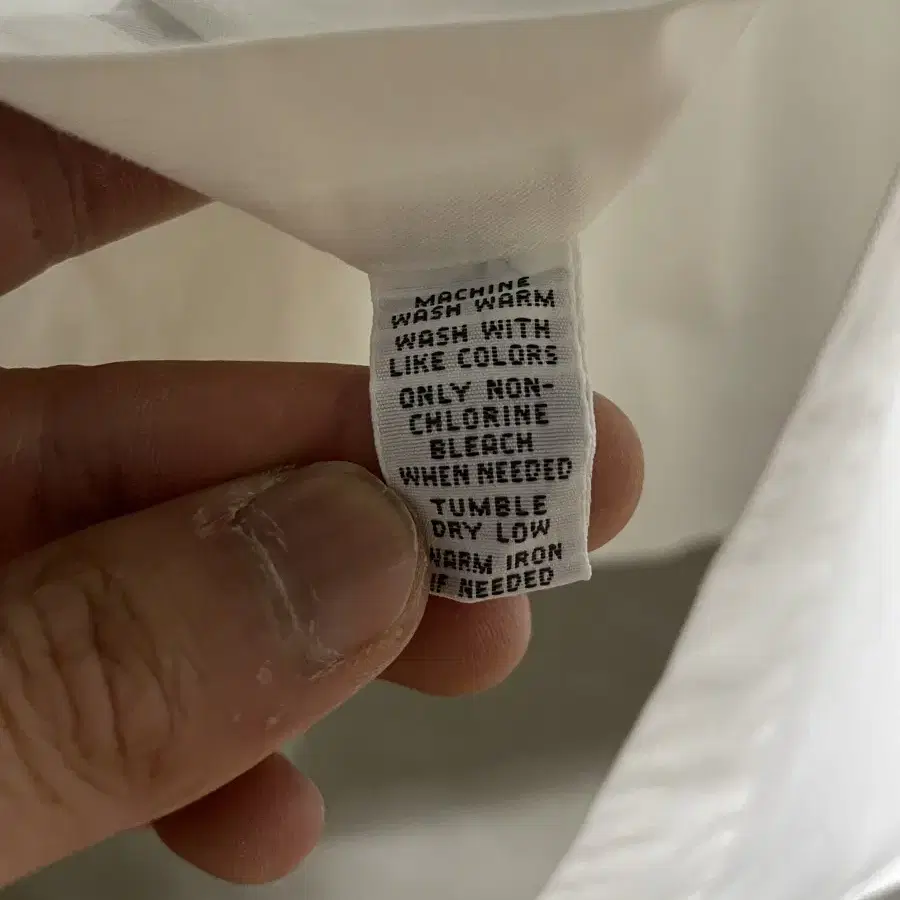 MACHINE
WASH WARM
WASH WITH
LIKE COLORS
ONLY NON-
CHLORINE
BLEACH
WHEN NEEDED
TUMBLE
DRY LOW
WARM IRON
IF NEEDED